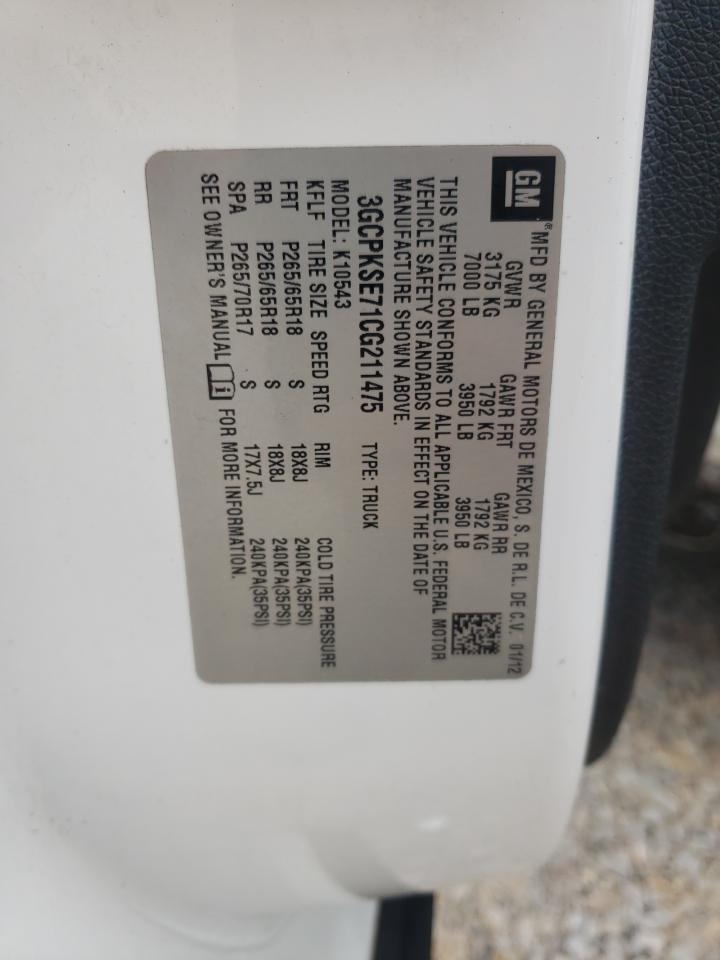 GM MFD BY GENERAL MOTORS DE MEXICO, S. DE R.L. DE C.V. 01/12
GVWR GAWR FRT GAWR RR
3175 KG 1792 KG 1792 KG
7000 LB 3950 LB 3950 LB
THIS VEHICLE CONFORMS TO ALL APPLICABLE U.S. FEDERAL MOTOR
VEHICLE SAFETY STANDARDS IN EFFECT ON THE DATE OF
MANUFACTURE SHOWN ABOVE.
3GCPKSE71CG211475 TYPE: TRUCK
MODEL: K10543
KFLF TIRE SIZE SPEED RTG RIM COLD TIRE PRESSURE
FRT P265/65R18 S 18X8J 240KPA(35PSI)
RR P265/65R18 S 18X8J 240KPA(35PSI)
SPA P265/70R17 S 17X7.5J 240KPA(35PSI)
SEE OWNER'S MANUAL FOR MORE INFORMATION.